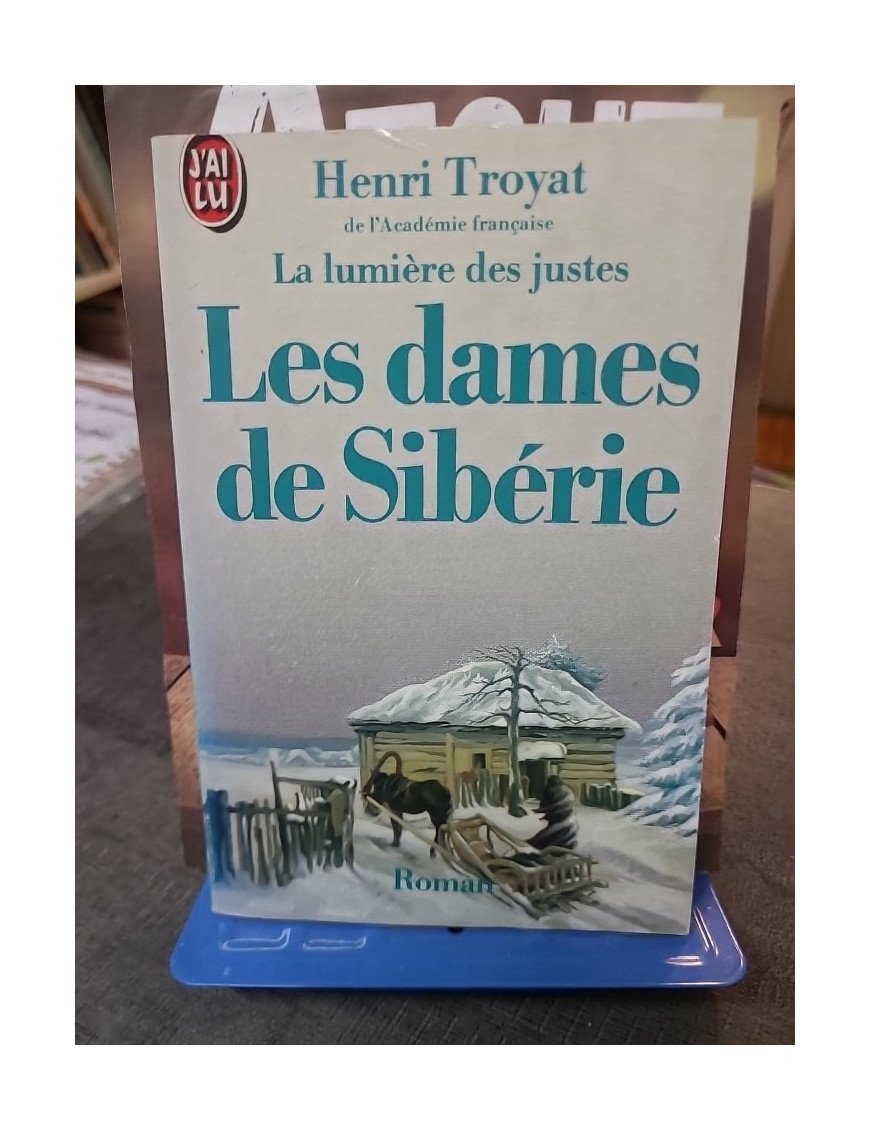 J'AI
LU
Henri Troyat
de l'Académie française
La lumière des justes
Les dames
de Sibérie
Roman